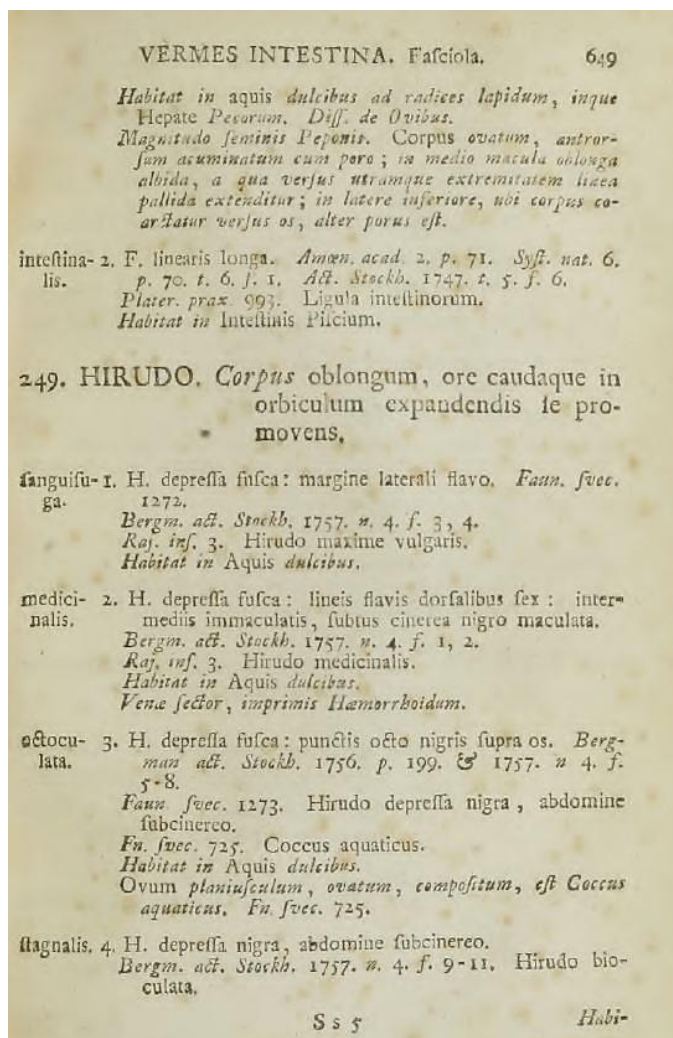 VERMES INTESTINA. Faſciola. 649
Habitat in aquis dulcibus ad radices lapidum, inque
Hepate Pecorum. Diſſ. de Ovibus.
Magnitudo ſeminis Peponis. Corpus ovatum, antror-
ſum acuminatum cum poro; in medio macula oblonga
albida, a qua verſus utramque extremitatem linea
pallida extenditur; in latere inferiore, ubi corpus co-
arctatur verſus os, alter porus eſt.
inteſtina- 2. F. linearis longa. Amœn. acad. 2. p. 71. Syſt. nat. 6.
lis. p. 70. t. 6. f. 1. Act. Stockh. 1747. t. 5. f. 6.
Plater. prax. 993. Ligula inteſtinorum.
Habitat in Inteſtinis Piſcium.
249. HIRUDO. Corpus oblongum, ore caudaque in
orbiculum expandendis ſe pro-
movens.
ſanguiſu- 1. H. depreſſa fuſca: margine laterali flavo. Faun. ſvec.
ga. 1272.
Bergm. act. Stockh. 1757. n. 4. f. 3, 4.
Raj. inſ. 3. Hirudo maxime vulgaris.
Habitat in Aquis dulcibus.
medici- 2. H. depreſſa fuſca: lineis flavis dorſalibus ſex: inter-
nalis. mediis immaculatis, ſubtus cinerea nigro maculata.
Bergm. act. Stockh. 1757. n. 4. f. 1, 2.
Raj. inſ. 3. Hirudo medicinalis.
Habitat in Aquis dulcibus.
Venæ ſector, imprimis Hæmorrhoidum.
octocu- 3. H. depreſſa fuſca: punctis octo nigris ſupra os. Berg-
lata. man act. Stockh. 1756. p. 199. & 1757. n 4. f.
5-8.
Faun ſvec. 1273. Hirudo depreſſa nigra, abdomine
ſubcinereo.
Fn. ſvec. 725. Coccus aquaticus.
Habitat in Aquis dulcibus.
Ovum planiuſculum, ovatum, compoſitum, eſt Coccus
aquaticus. Fn. ſvec. 725.
ſtagnalis. 4. H. depreſſa nigra, abdomine ſubcinereo.
Bergm. act. Stockh. 1757. n. 4. f. 9-11. Hirudo bio-
culata.
S s 5 Habi-